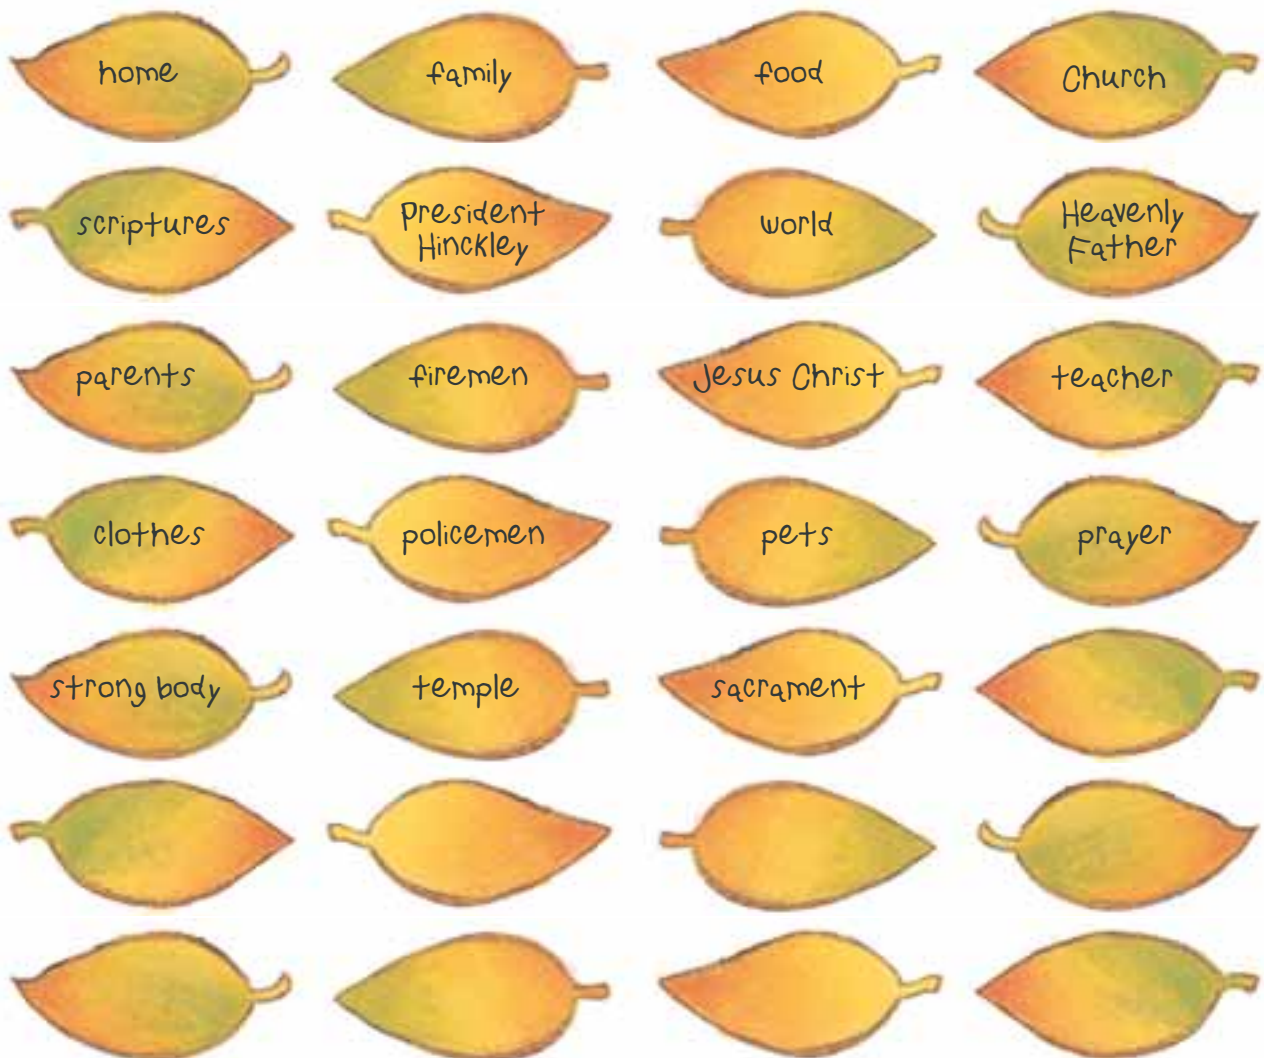 home
family
food
Church
scriptures
President
Hinckley
world
Heavenly
Father
parents
firemen
Jesus Christ
teacher
clothes
policemen
pets
prayer
strong body
temple
sacrament